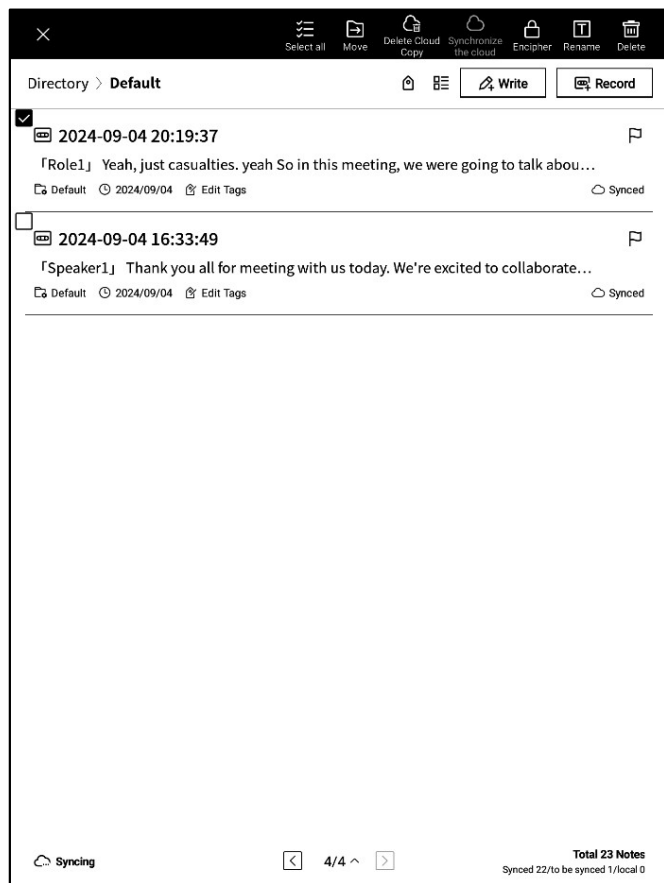 Select all
Move
Delete Cloud
Copy
Synchronize
the cloud
Encipher
Rename
Delete
Directory > Default
Write
Record
2024-09-04 20:19:37
「Role1」 Yeah, just casualties. yeah So in this meeting, we were going to talk abou…
Default 2024/09/04 Edit Tags
Synced
2024-09-04 16:33:49
「Speaker1」 Thank you all for meeting with us today. We're excited to collaborate…
Default 2024/09/04 Edit Tags
Synced
Syncing
4/4
Total 23 Notes
Synced 22/to be synced 1/local 0